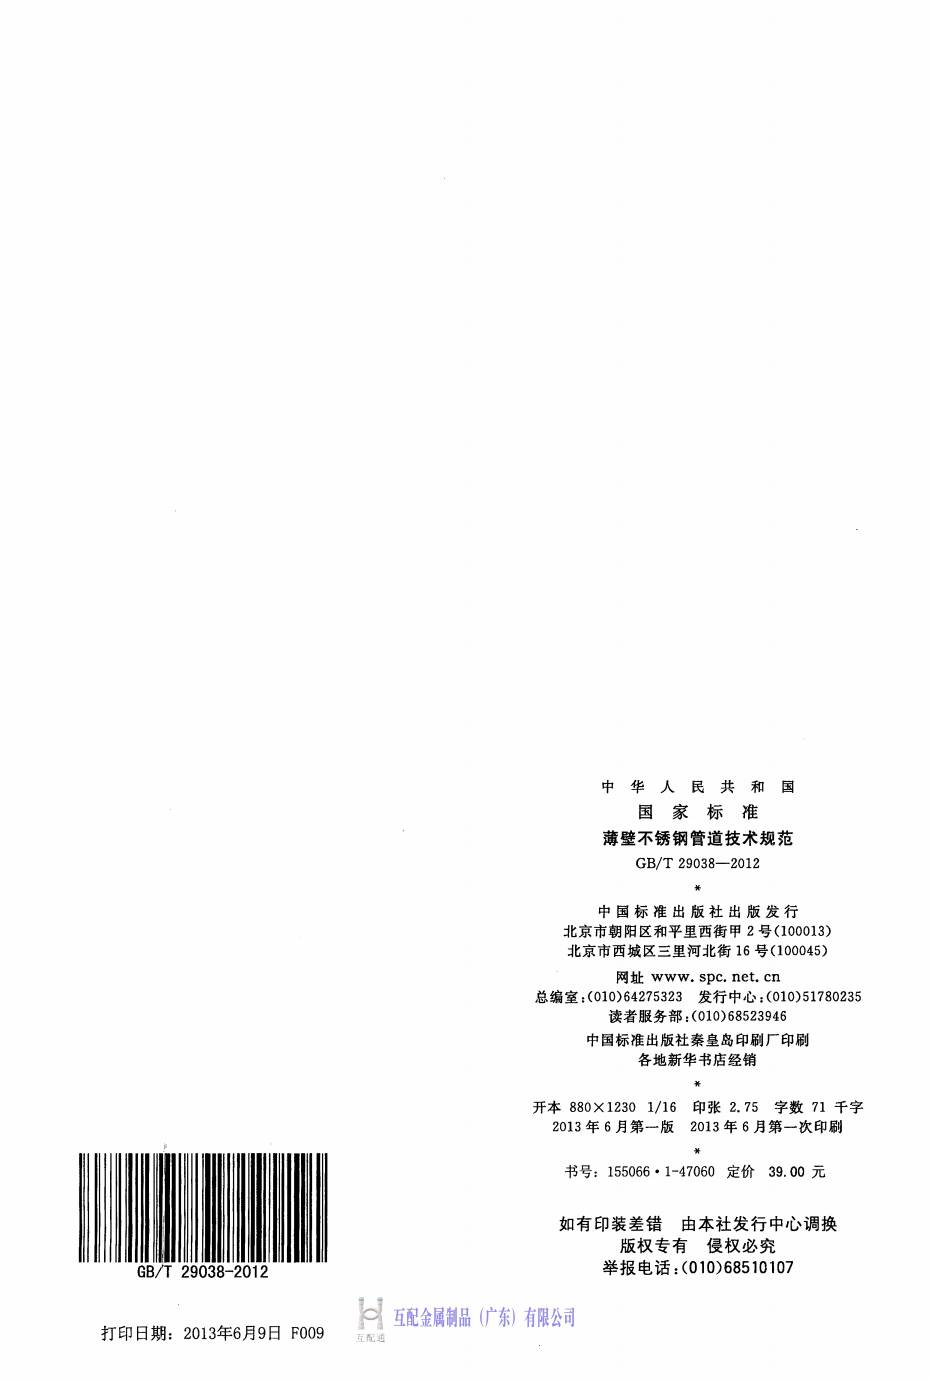 中华人民共和国
国家标准
薄壁不锈钢管道技术规范
GB/T 29038—2012
*
中国标准出版社出版发行
北京市朝阳区和平里西街甲2号(100013)
北京市西城区三里河北街16号(100045)
网址 www.spc.net.cn
总编室:(010)64275323 发行中心:(010)51780235
读者服务部:(010)68523946
中国标准出版社秦皇岛印刷厂印刷
各地新华书店经销
*
开本 880×1230 1/16 印张 2.75 字数 71 千字
2013年6月第一版 2013年6月第一次印刷
*
书号: 155066·1-47060 定价 39.00 元
如有印装差错 由本社发行中心调换
版权专有 侵权必究
举报电话:(010)68510107
GB/T 29038-2012
打印日期: 2013年6月9日 F009
互配通
互配金属制品（广东）有限公司